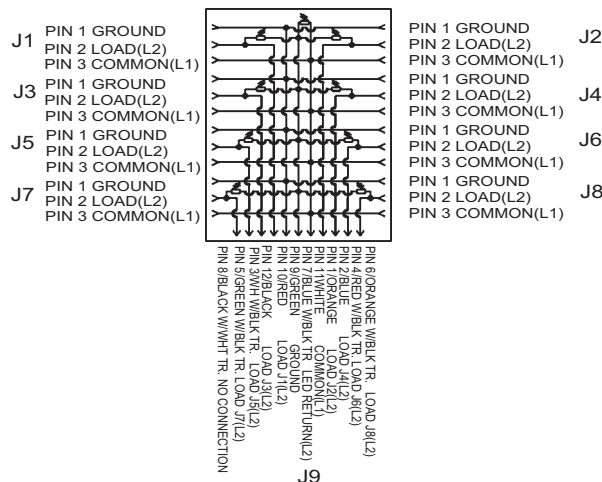 J1
PIN 1 GROUND
PIN 2 LOAD(L2)
PIN 3 COMMON(L1)
J3
PIN 1 GROUND
PIN 2 LOAD(L2)
PIN 3 COMMON(L1)
J5
PIN 1 GROUND
PIN 2 LOAD(L2)
PIN 3 COMMON(L1)
J7
PIN 1 GROUND
PIN 2 LOAD(L2)
PIN 3 COMMON(L1)
PIN 1 GROUND
PIN 2 LOAD(L2)
PIN 3 COMMON(L1)
J2
PIN 1 GROUND
PIN 2 LOAD(L2)
PIN 3 COMMON(L1)
J4
PIN 1 GROUND
PIN 2 LOAD(L2)
PIN 3 COMMON(L1)
J6
PIN 1 GROUND
PIN 2 LOAD(L2)
PIN 3 COMMON(L1)
J8
PIN 8/BLACK W/WHT TR. NO CONNECTION
PIN 5/GREEN W/BLK TR. LOAD J7(L2)
PIN 3/WH W/BLK TR. LOAD J5(L2)
PIN 12/BLACK LOAD J3(L2)
PIN 10/RED LOAD J1(L2)
PIN 9/GREEN GROUND
PIN 7/BLUE W/BLK TR. LED RETURN(L2)
PIN 11WHITE COMMON(L1)
PIN 1/ORANGE LOAD J2(L2)
PIN 2/BLUE LOAD J4(L2)
PIN 4/RED W/BLK TR. LOAD J6(L2)
PIN 6/ORANGE W/BLK TR. LOAD J8(L2)
J9